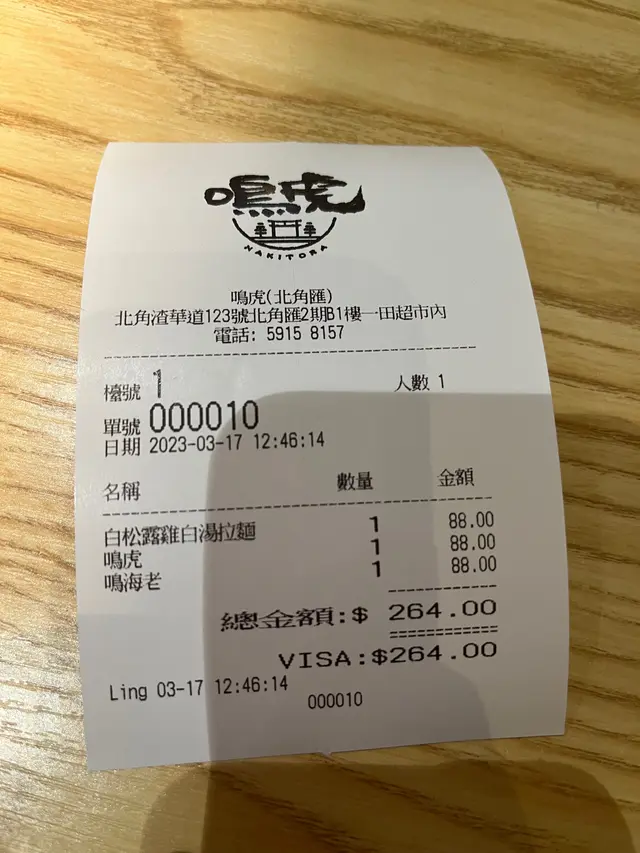 鳴虎
NAKITORA
鳴虎(北角匯)
北角渣華道123號北角匯2期B1樓一田超市內
電話: 5915 8157
檯號 1 人數 1
單號 000010
日期 2023-03-17 12:46:14
名稱 數量 金額
白松露雞白湯拉麵 1 88.00
鳴虎 1 88.00
鳴海老 1 88.00
總金額:$ 264.00
VISA:$264.00
Ling 03-17 12:46:14
000010